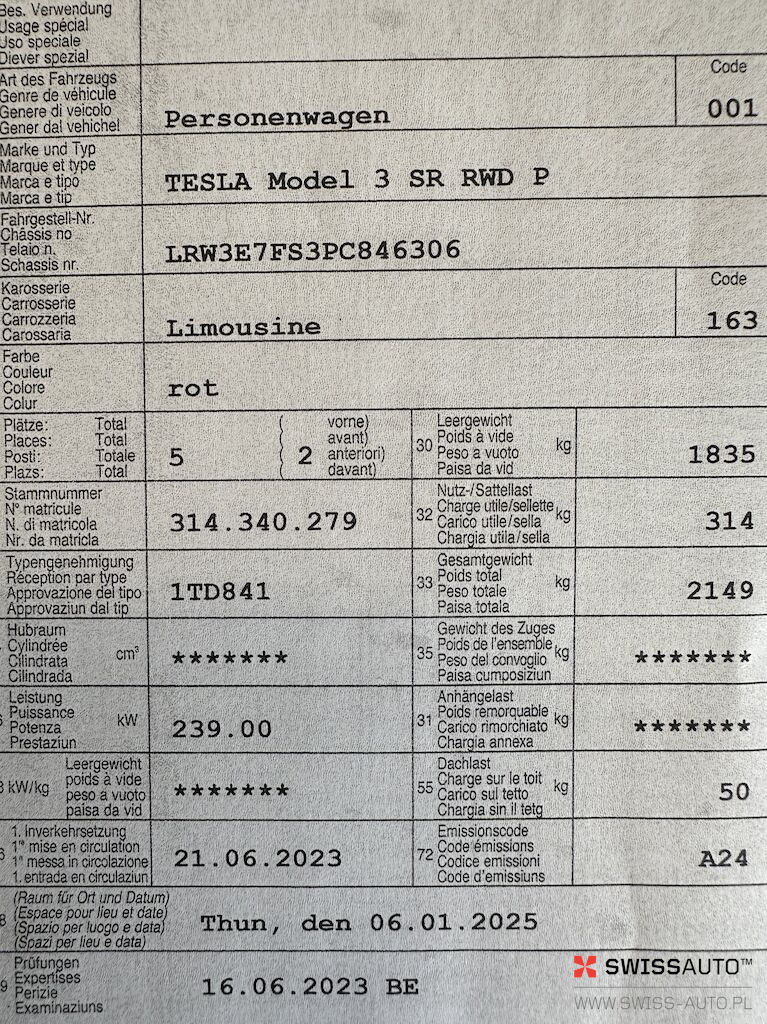 Bes. Verwendung
Usage spécial
Uso speciale
Diever spezial
Art des Fahrzeugs
Genre de véhicule
Genere di veicolo
Gener dal vehichel
Personenwagen
Code
001
Marke und Typ
Marque et type
Marca e tipo
Marca e tip
TESLA Model 3 SR RWD P
Fahrgestell-Nr.
Châssis no
Telaio n.
Schassis nr.
LRW3E7FS3PC846306
Karosserie
Carrosserie
Carrozzeria
Carossaria
Limousine
Code
163
Farbe
Couleur
Colore
Colur
rot
Plätze: Total
Places: Total
Posti: Totale
Plazs: Total
5
( vorne)
( avant)
( anteriori)
( davant)
2
30 Leergewicht
Poids à vide
Peso a vuoto
Paisa da vid
kg
1835
Stammnummer
N° matricule
N. di matricola
Nr. da matricla
314.340.279
32 Nutz-/Sattellast
Charge utile/sellette
Carico utile/sella
Chargia utila/sella
kg
314
Typengenehmigung
Réception par type
Approvazione del tipo
Approvaziun dal tip
1TD841
33 Gesamtgewicht
Poids total
Peso totale
Paisa totala
kg
2149
Hubraum
Cylindrée
Cilindrata
Cilindrada
cm³
*******
35 Gewicht des Zuges
Poids de l'ensemble
Peso del convoglio
Paisa cumposiziun
kg
*******
Leistung
Puissance
Potenza
Prestaziun
kW
239.00
31 Anhängelast
Poids remorquable
Carico rimorchiato
Chargia annexa
kg
*******
kW/kg
Leergewicht
poids à vide
peso a vuoto
paisa da vid
*******
55 Dachlast
Charge sur le toit
Carico sul tetto
Chargia sin il tetg
kg
50
1. Inverkehrsetzung
1re mise en circulation
1a messa in circolazione
1. entrada en circulaziun
21.06.2023
72 Emissionscode
Code émissions
Codice emissioni
Code d'emissiuns
A24
8 (Raum für Ort und Datum)
(Espace pour lieu et date)
(Spazio per luogo e data)
(Spazi per lieu e data)
Thun, den 06.01.2025
9 Prüfungen
Expertises
Perizie
Examinaziuns
16.06.2023 BE
SWISSAUTO™
WWW.SWISS-AUTO.PL